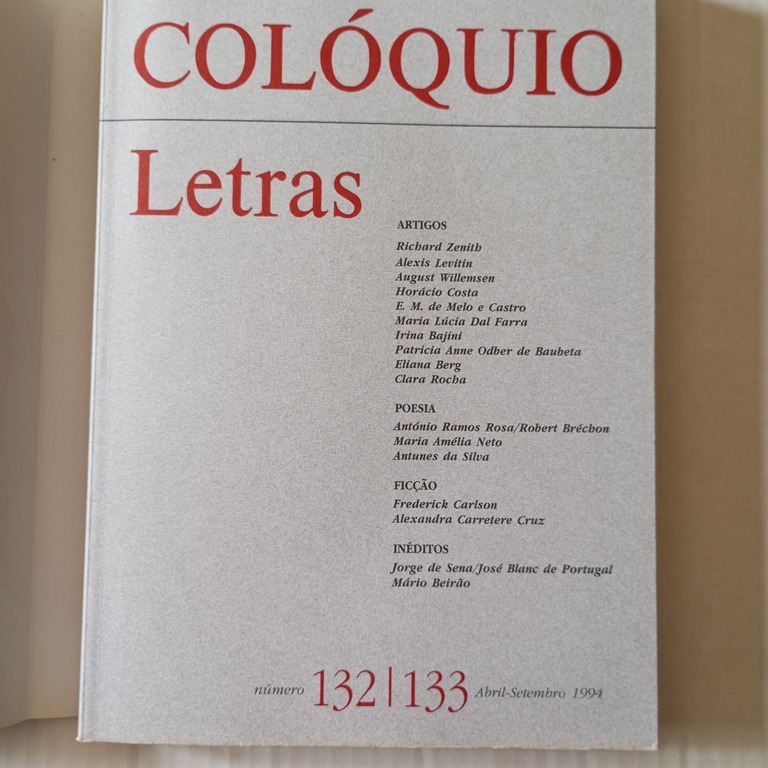 COLÓQUIO
Letras
ARTIGOS
Richard Zenith
Alexis Levitin
August Willemsen
Horácio Costa
E. M. de Melo e Castro
Maria Lúcia Dal Farra
Irina Bajini
Patricia Anne Odber de Baubeta
Eliana Berg
Clara Rocha
POESIA
António Ramos Rosa/Robert Bréchon
Maria Amélia Neto
Antunes da Silva
FICÇÃO
Frederick Carlson
Alexandra Carretere Cruz
INÉDITOS
Jorge de Sena/José Blanc de Portugal
Mário Beirão
número 132|133 Abril-Setembro 1994